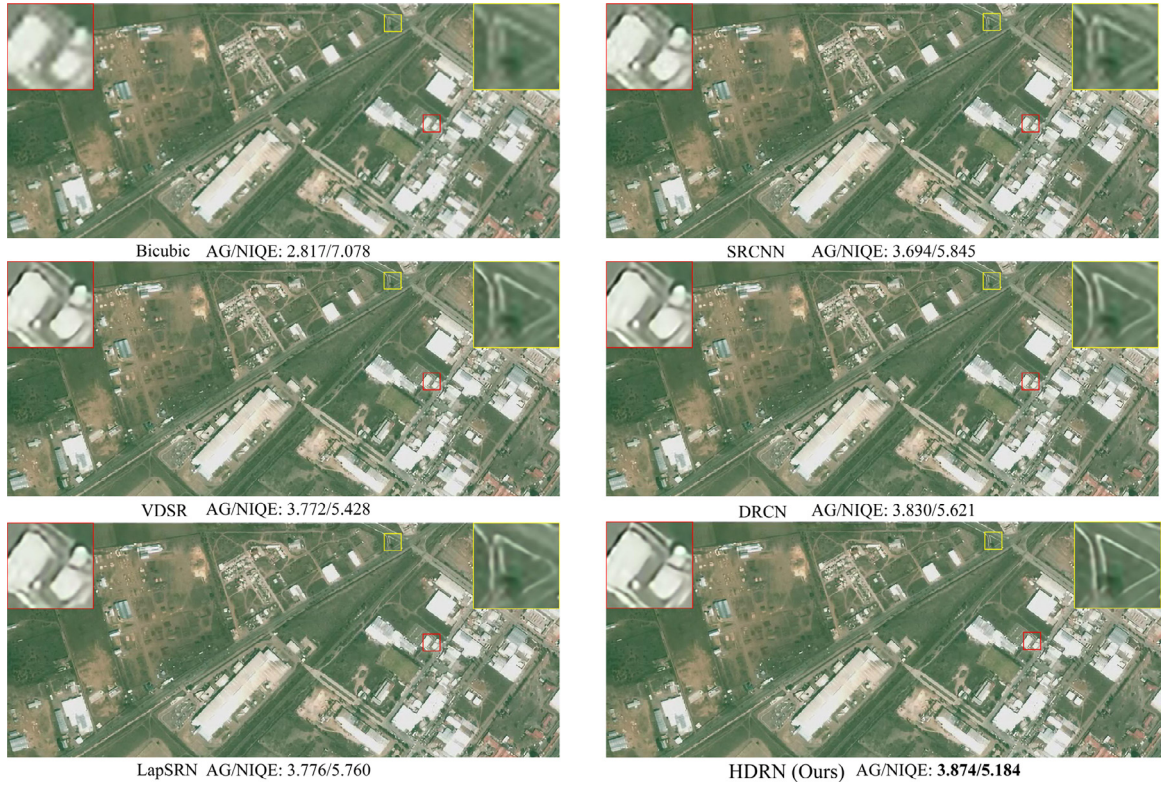 Bicubic AG/NIQE: 2.817/7.078
SRCNN AG/NIQE: 3.694/5.845
VDSR AG/NIQE: 3.772/5.428
DRCN AG/NIQE: 3.830/5.621
LapSRN AG/NIQE: 3.776/5.760
HDRN (Ours) AG/NIQE: 3.874/5.184